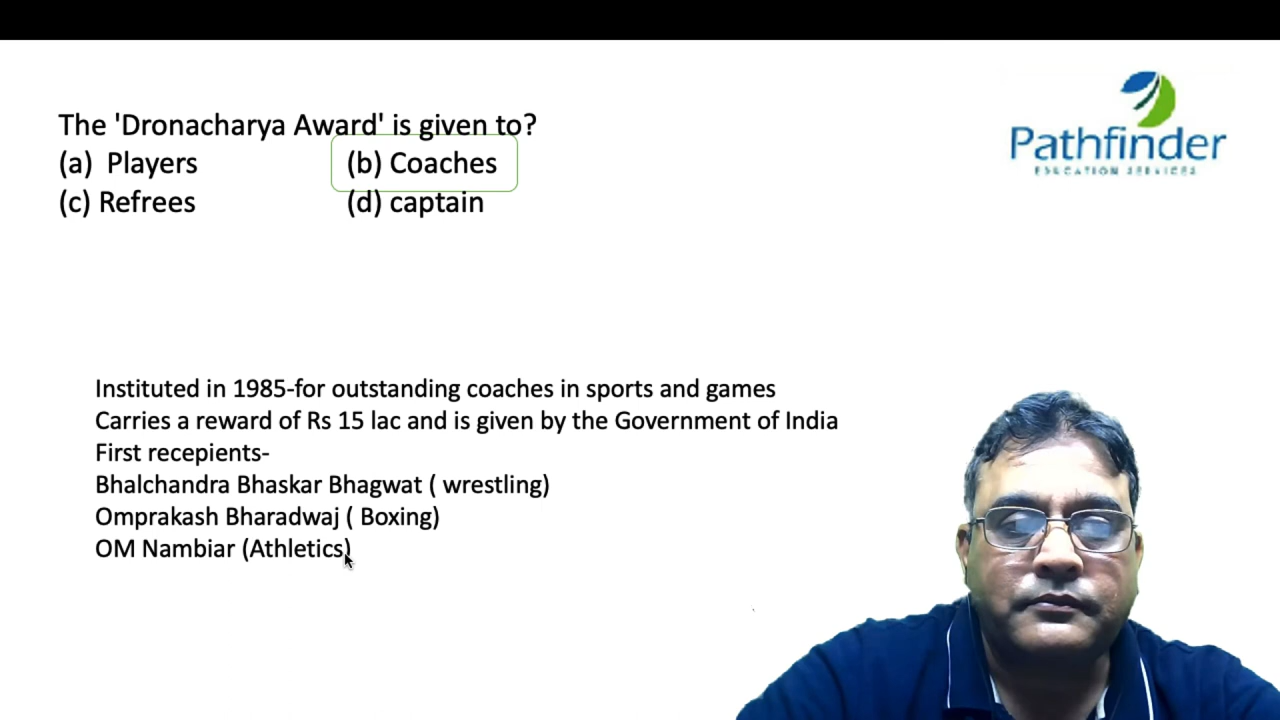 The 'Dronacharya Award' is given to?
(a) Players (b) Coaches
(c) Refrees (d) captain
Pathfinder
EDUCATION SERVICES
Instituted in 1985-for outstanding coaches in sports and games
Carries a reward of Rs 15 lac and is given by the Government of India
First recepients-
Bhalchandra Bhaskar Bhagwat ( wrestling)
Omprakash Bharadwaj ( Boxing)
OM Nambiar (Athletics)